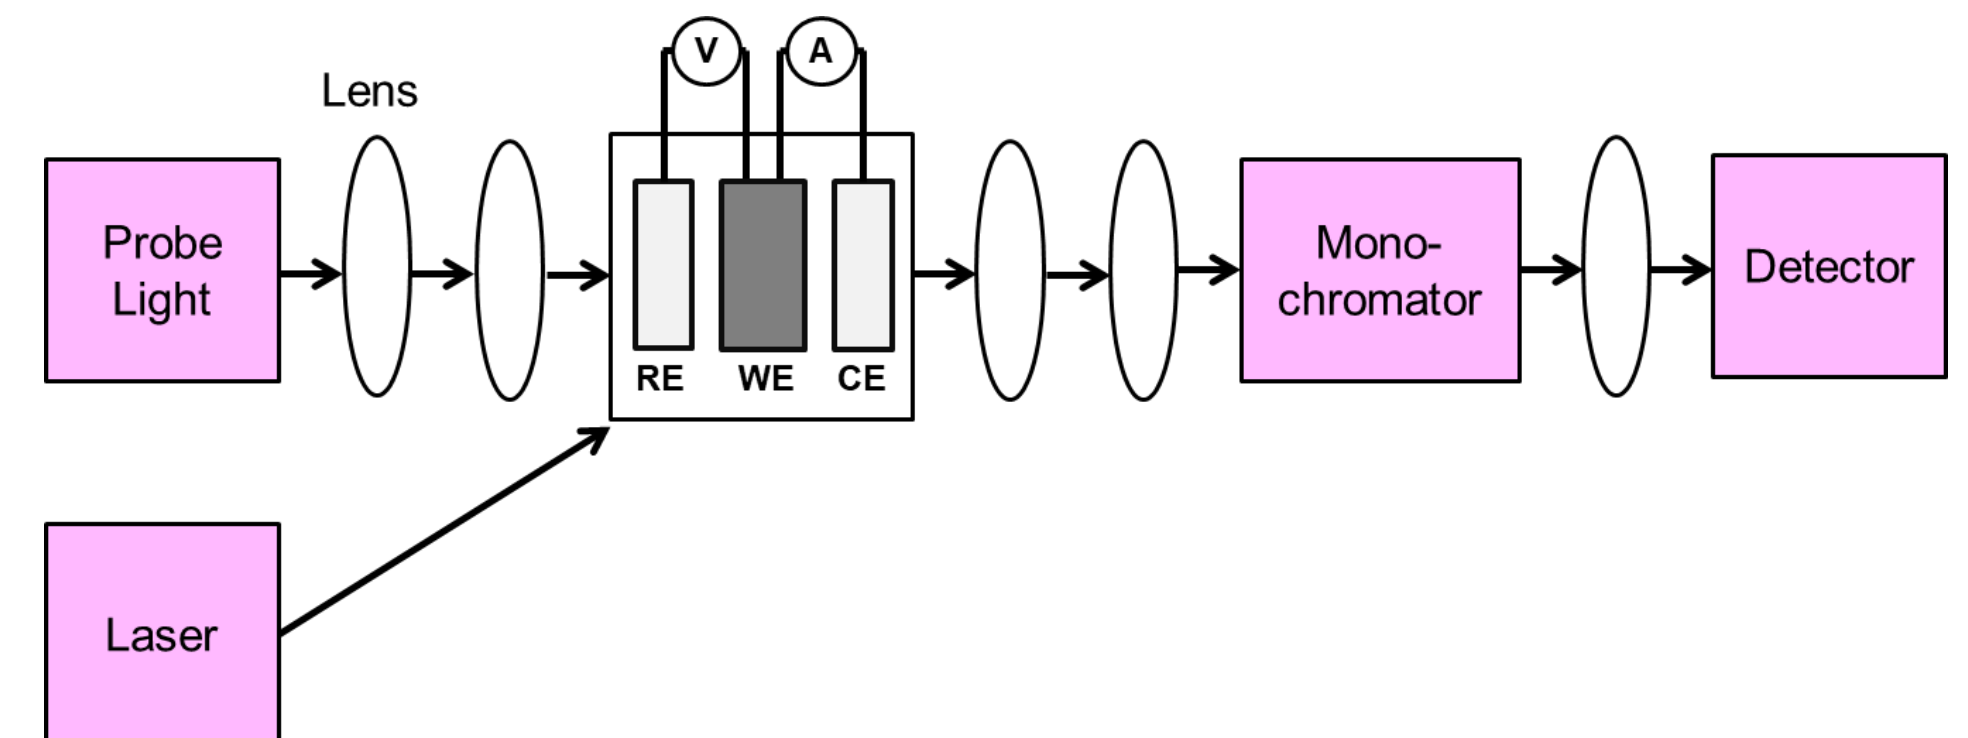 V
A
Lens
Probe
Light
Mono-
chromator
Detector
RE
WE
CE
Laser